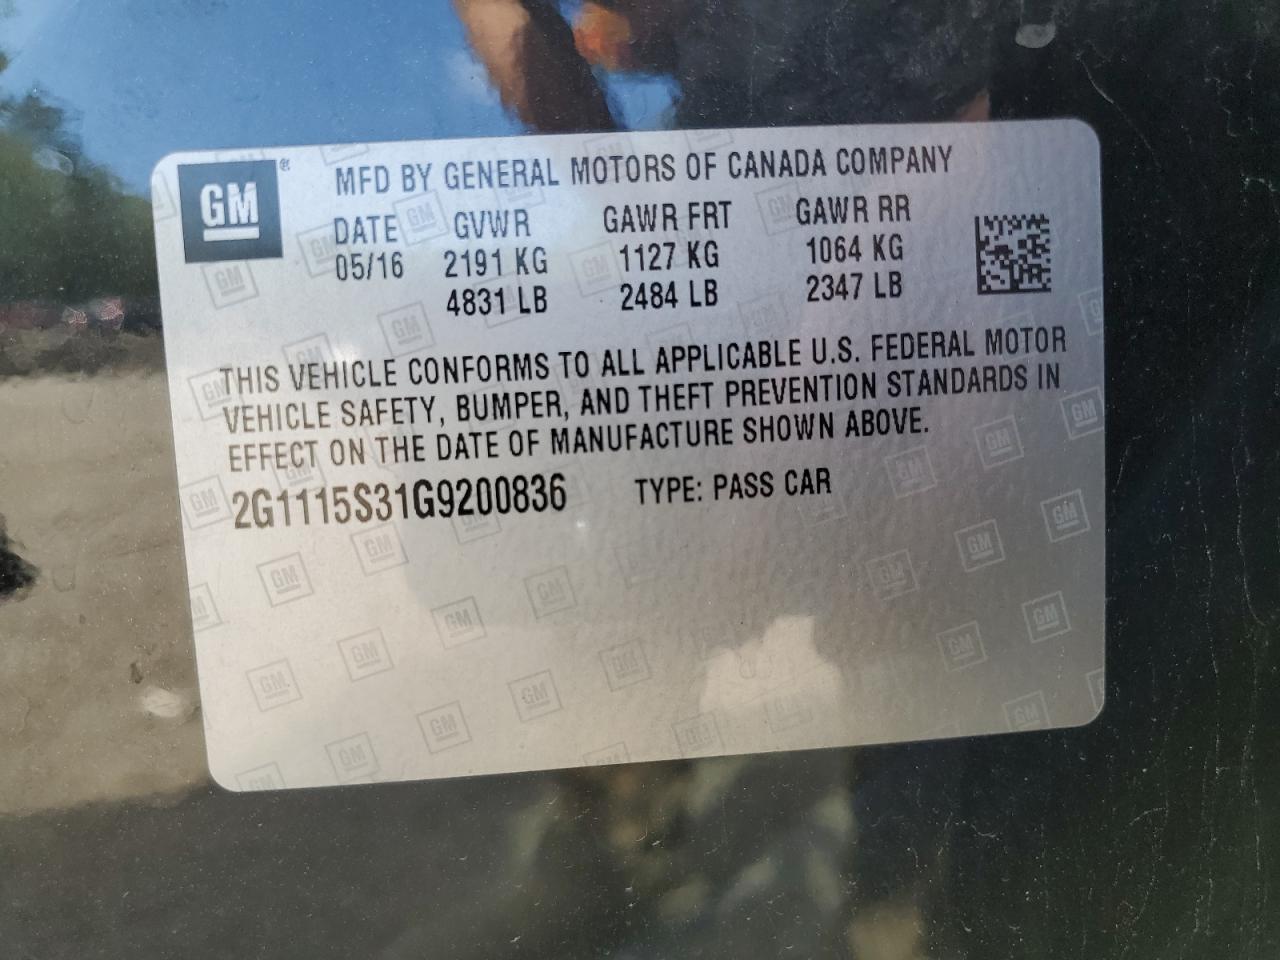 GM ® MFD BY GENERAL MOTORS OF CANADA COMPANY
DATE GVWR GAWR FRT GAWR RR
05/16 2191 KG 1127 KG 1064 KG
4831 LB 2484 LB 2347 LB
THIS VEHICLE CONFORMS TO ALL APPLICABLE U.S. FEDERAL MOTOR
VEHICLE SAFETY, BUMPER, AND THEFT PREVENTION STANDARDS IN
EFFECT ON THE DATE OF MANUFACTURE SHOWN ABOVE.
2G1115S31G9200836 TYPE: PASS CAR